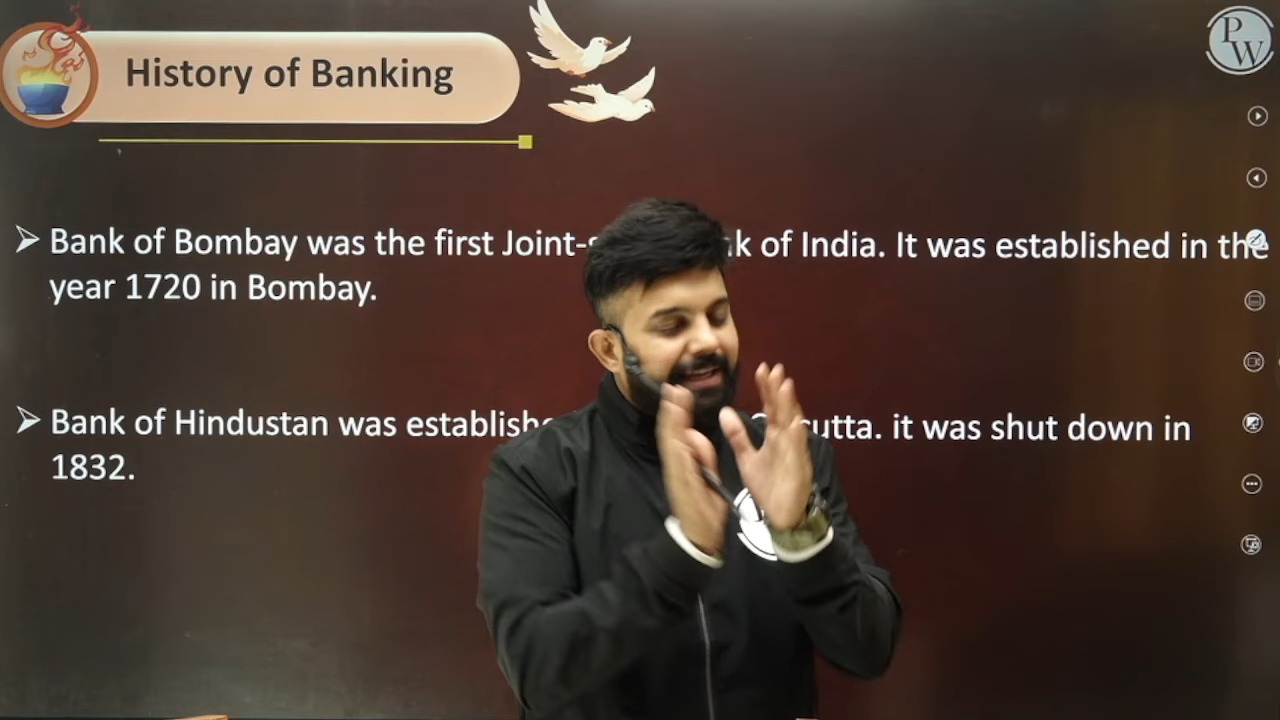 History of Banking
PW
Bank of Bombay was the first Joint- of India. It was established in the
year 1720 in Bombay.
Bank of Hindustan was it was shut down in
1832.